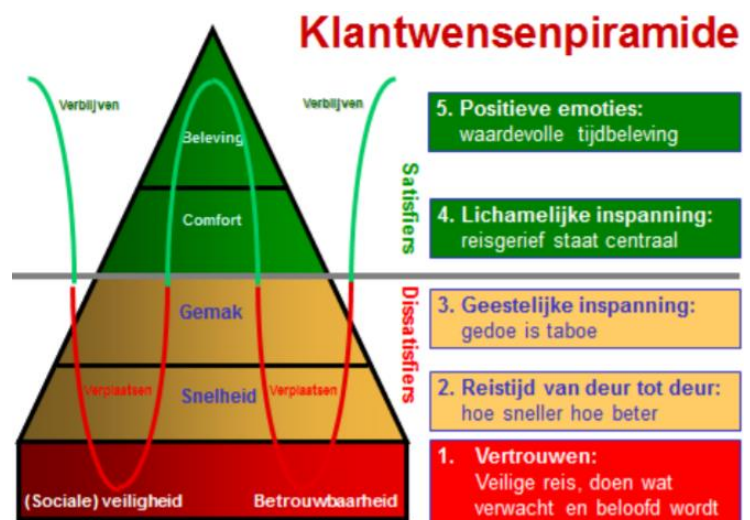 Klantwensenpiramide
Verblijven
Verblijven
Beleving
Comfort
Gemak
Verplaatsen
Snelheid
Verplaatsen
(Sociale) veiligheid
Betrouwbaarheid
Satisfiers
Dissatisfiers
5. Positieve emoties:
waardevolle tijdbeleving
4. Lichamelijke inspanning:
reisgerief staat centraal
3. Geestelijke inspanning:
gedoe is taboe
2. Reistijd van deur tot deur:
hoe sneller hoe beter
1. Vertrouwen:
Veilige reis, doen wat
verwacht en beloofd wordt